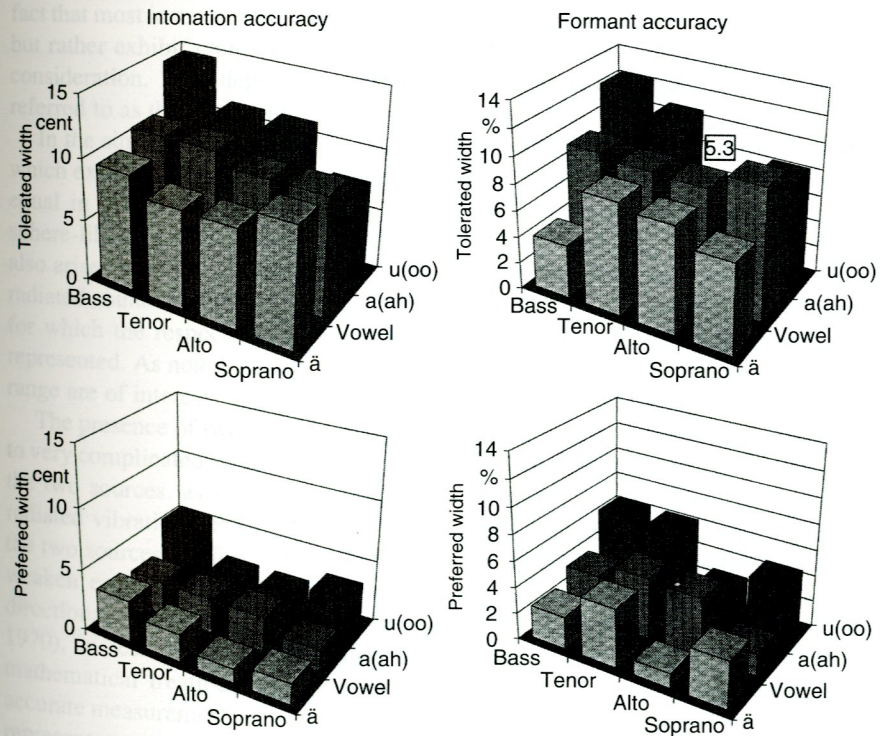 Intonation accuracy
15
cent
10
5
0
Tolerated width
Bass
Tenor
Alto
Soprano
ä
Vowel
a(ah)
u(oo)
Formant accuracy
14
%
10
8
6
4
2
0
Tolerated width
5.3
Bass
Tenor
Alto
Soprano
ä
Vowel
a(ah)
u(oo)
15
cent
10
5
0
Preferred width
Bass
Tenor
Alto
Soprano
ä
Vowel
a(ah)
u(oo)
14
%
10
8
6
4
2
0
Preferred width
Bass
Tenor
Alto
Soprano
ä
Vowel
a(ah)
u(oo)